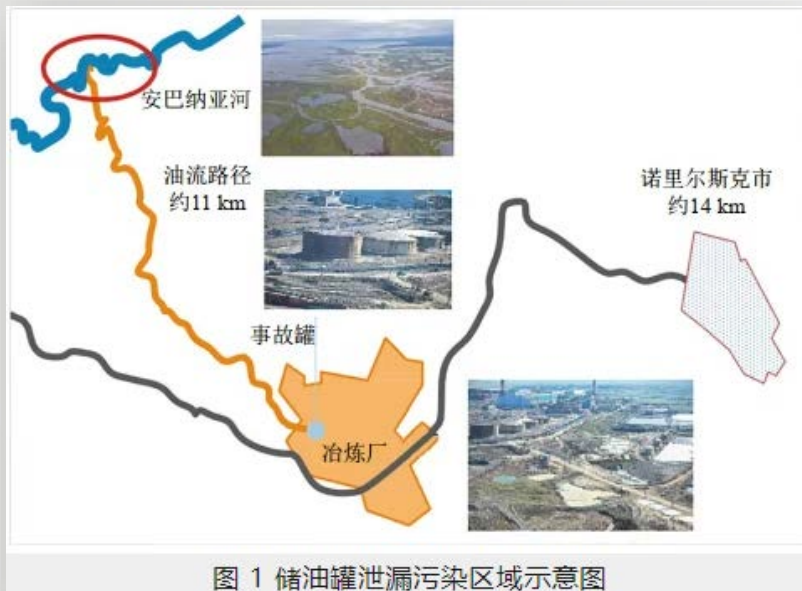 安巴纳亚河
油流路径
约11 km
诺里尔斯克市
约14 km
事故罐
冶炼厂
图 1 储油罐泄漏污染区域示意图